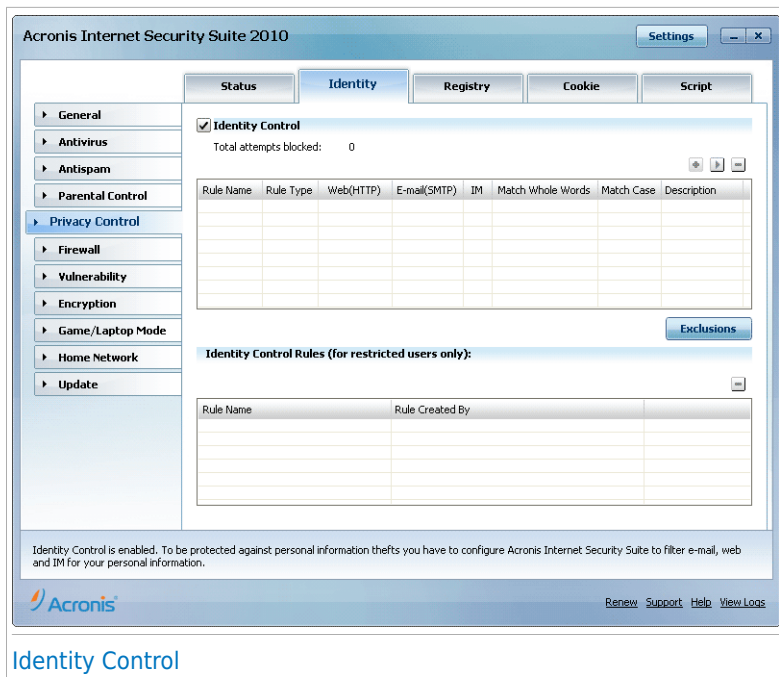 Acronis Internet Security Suite 2010
Settings
Status Identity Registry Cookie Script
General
Antivirus
Antispam
Parental Control
Privacy Control
Firewall
Vulnerability
Encryption
Game/Laptop Mode
Home Network
Update
Identity Control
Total attempts blocked: 0
Rule Name Rule Type Web(HTTP) E-mail(SMTP) IM Match Whole Words Match Case Description
Exclusions
Identity Control Rules (for restricted users only):
Rule Name Rule Created By
Identity Control is enabled. To be protected against personal information thefts you have to configure Acronis Internet Security Suite to filter e-mail, web
and IM for your personal information.
Acronis
Renew Support Help View Logs
Identity Control